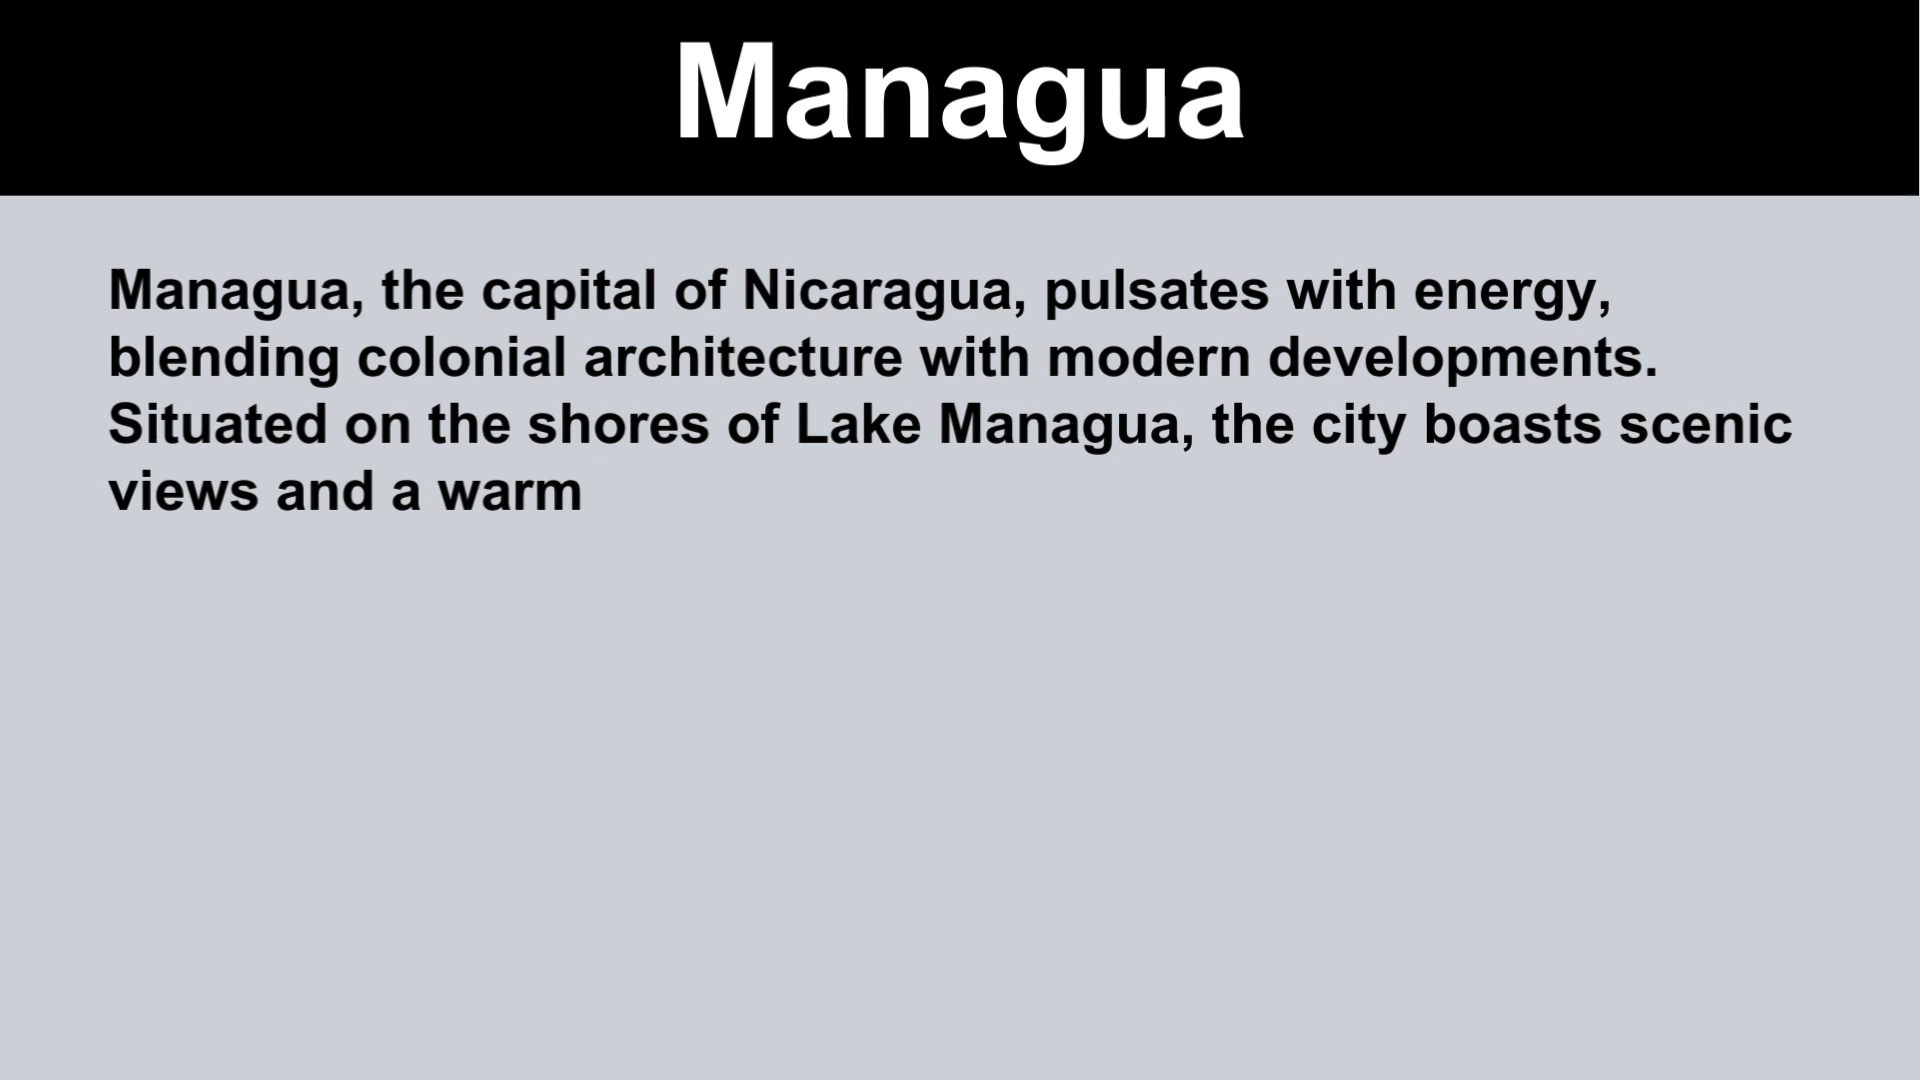 Managua
Managua, the capital of Nicaragua, pulsates with energy,
blending colonial architecture with modern developments.
Situated on the shores of Lake Managua, the city boasts scenic
views and a warm